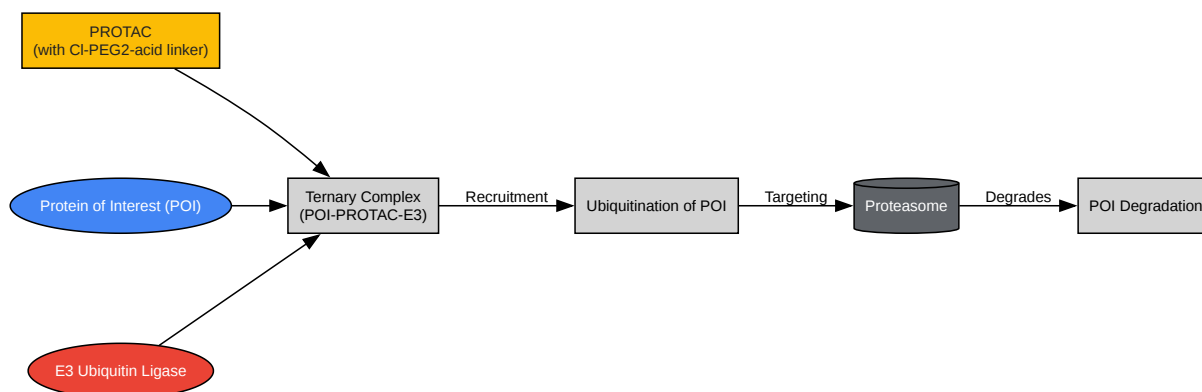 PROTAC
(with Cl-PEG2-acid linker)
Protein of Interest (POI)
Ternary Complex
(POI-PROTAC-E3)
Recruitment
Ubiquitination of POI
Targeting
Proteasome
Degrades
POI Degradation
E3 Ubiquitin Ligase